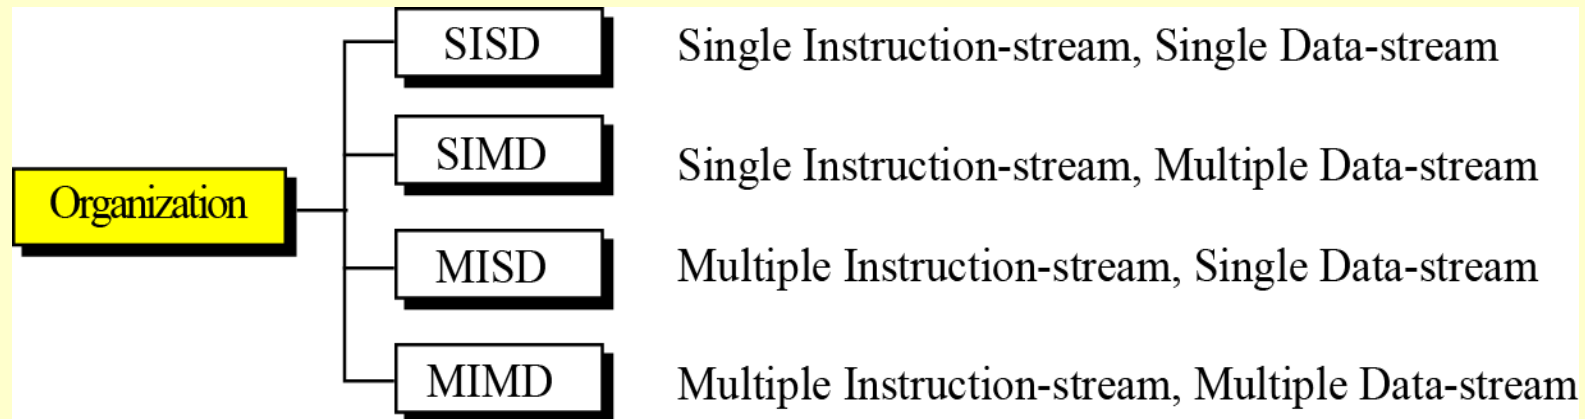 SISD Single Instruction-stream, Single Data-stream
SIMD Single Instruction-stream, Multiple Data-stream
Organization
MISD Multiple Instruction-stream, Single Data-stream
MIMD Multiple Instruction-stream, Multiple Data-stream